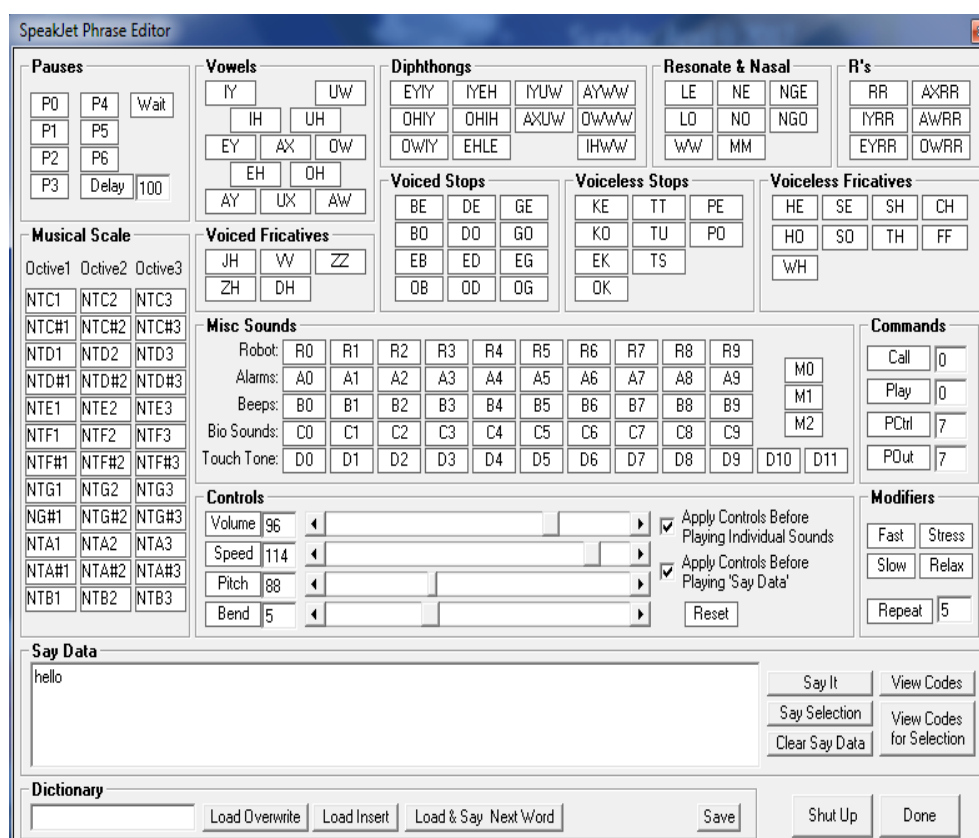 SpeakJet Phrase Editor
Pauses
P0 P4 Wait
P1 P5
P2 P6
P3 Delay 100
Vowels
IY UW
IH UH
EY AX OW
EH OH
AY UX AW
Diphthongs
EYIY IYEH IYUW AYWW
OHIY OHIH AXUW OWWW
OWIY EHLE IHWW
Resonate & Nasal
LE NE NGE
LO NO NGO
WW MM
R's
RR AXRR
IYRR AWRR
EYRR OWRR
Voiced Stops
BE DE GE
BO DO GO
EB ED EG
OB OD OG
Voiceless Stops
KE TT PE
KO TU PO
EK TS
OK
Voiceless Fricatives
HE SE SH CH
HO SO TH FF
WH
Musical Scale
Octive1 Octive2 Octive3
NTC1 NTC2 NTC3
NTC#1 NTC#2 NTC#3
NTD1 NTD2 NTD3
NTD#1 NTD#2 NTD#3
NTE1 NTE2 NTE3
NTF1 NTF2 NTF3
NTF#1 NTF#2 NTF#3
NTG1 NTG2 NTG3
NG#1 NTG#2 NTG#3
NTA1 NTA2 NTA3
NTA#1 NTA#2 NTA#3
NTB1 NTB2 NTB3
Voiced Fricatives
JH VV ZZ
ZH DH
Misc Sounds
Robot: R0 R1 R2 R3 R4 R5 R6 R7 R8 R9
Alarms: A0 A1 A2 A3 A4 A5 A6 A7 A8 A9
Beeps: B0 B1 B2 B3 B4 B5 B6 B7 B8 B9
Bio Sounds: C0 C1 C2 C3 C4 C5 C6 C7 C8 C9
Touch Tone: D0 D1 D2 D3 D4 D5 D6 D7 D8 D9 D10 D11
M0
M1
M2
Commands
Call 0
Play 0
PCtrl 7
POut 7
Controls
Volume 96
Speed 114
Pitch 88
Bend 5
Apply Controls Before
Playing Individual Sounds
Apply Controls Before
Playing 'Say Data'
Reset
Modifiers
Fast Stress
Slow Relax
Repeat 5
Say Data
hello
Say It
Say Selection
Clear Say Data
View Codes
View Codes
for Selection
Dictionary
Load Overwrite Load Insert Load & Say Next Word Save
Shut Up Done